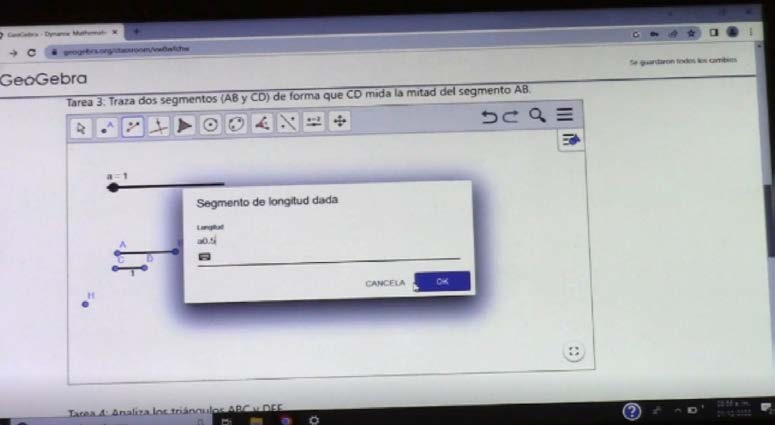 GeoGebra - Dynamic Mathemati
geogebra.org/classroom/
GeoGebra
Se guardaron todos los cambios
Tarea 3: Traza dos segmentos (AB y CD) de forma que CD mida la mitad del segmento AB.
a=2
a = 1
Segmento de longitud dada
Longitud
a0.5
A
C
D
1
H
CANCELA
OK
Tarea 4: Analiza los triángulos ABC y DEF